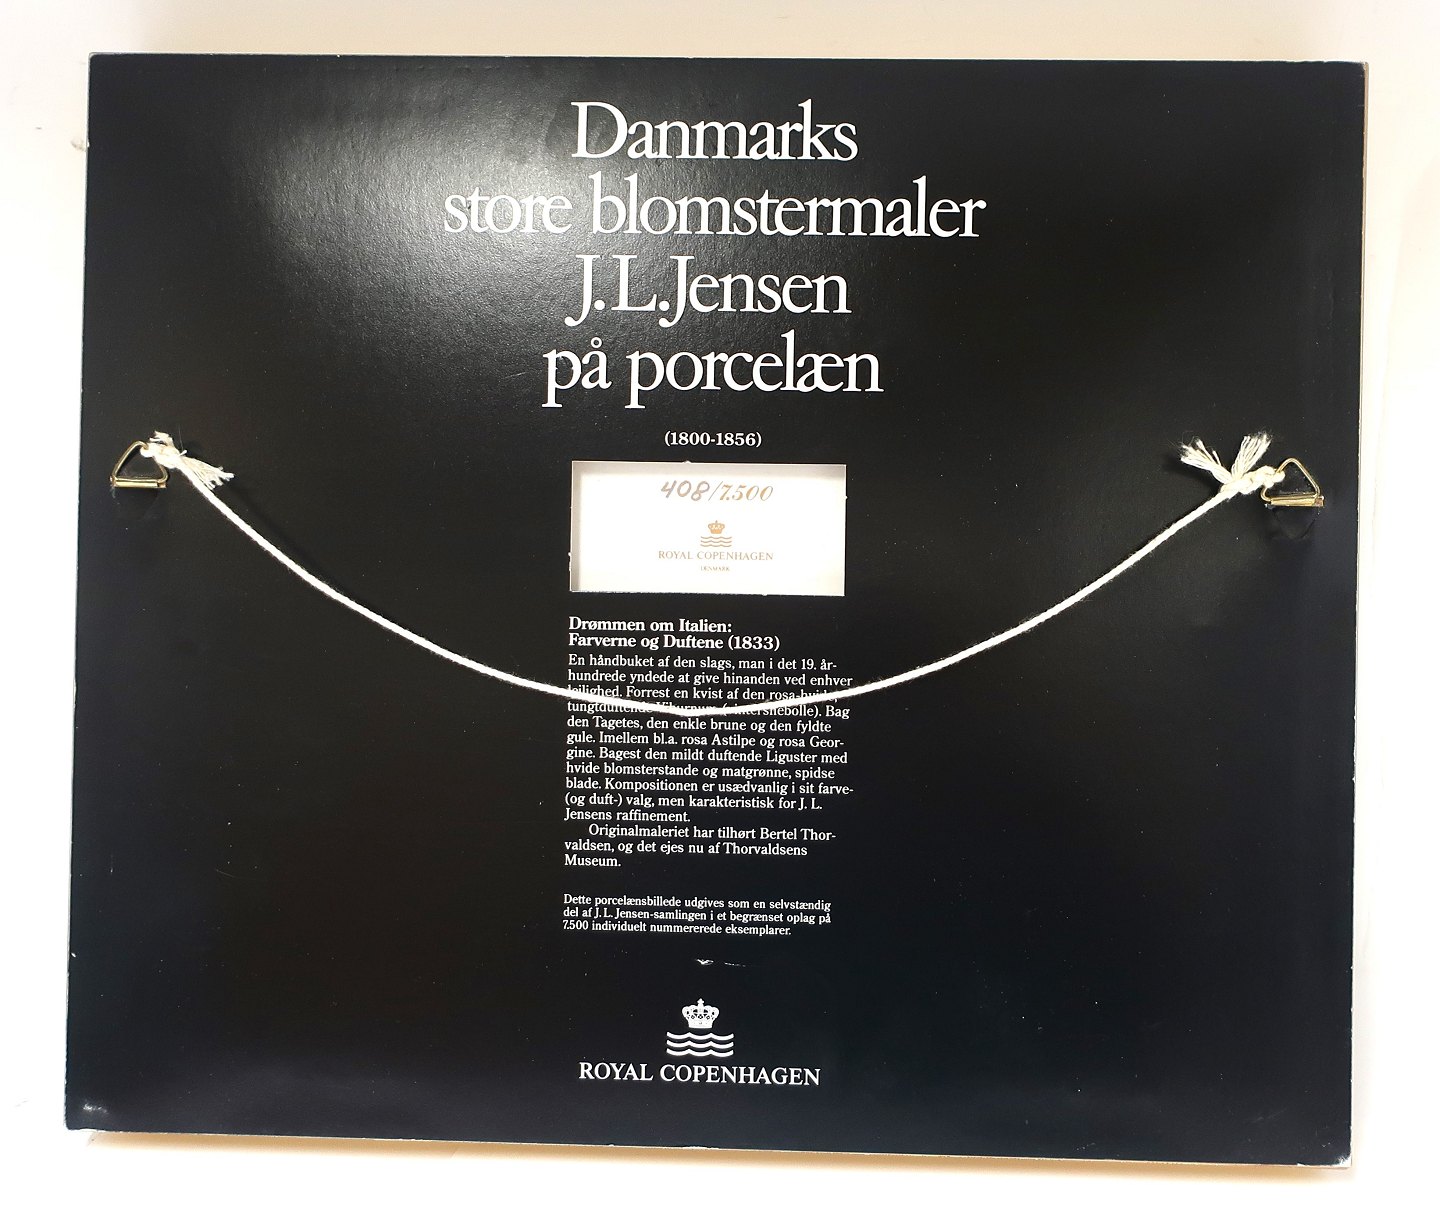 Danmarks
store blomstermaler
J.L.Jensen
på porcelæn
(1800-1856)
408/7.500
ROYAL COPENHAGEN
DENMARK
Drømmen om Italien:
Farverne og Duftene (1833)
En håndbuket af den slags, man i det 19. år-
hundrede yndede at give hinanden ved enhver
lejlighed. Forrest en kvist af den rosa-hvide,
tungtduftende Viburnum (vintersnebolle). Bag
den Tagetes, den enkle brune og den fyldte
gule. Imellem bl.a. rosa Astilpe og rosa Geor-
gine. Bagest den mildt duftende Liguster med
hvide blomsterstande og matgrønne, spidse
blade. Kompositionen er usædvanlig i sit farve-
(og duft-) valg, men karakteristisk for J. L.
Jensens raffinement.
Originalmaleriet har tilhørt Bertel Thor-
valdsen, og det ejes nu af Thorvaldsens
Museum.
Dette porcelænsbillede udgives som en selvstændig
del af J. L. Jensen-samlingen i et begrænset oplag på
7.500 individuelt nummererede eksemplarer.
ROYAL COPENHAGEN